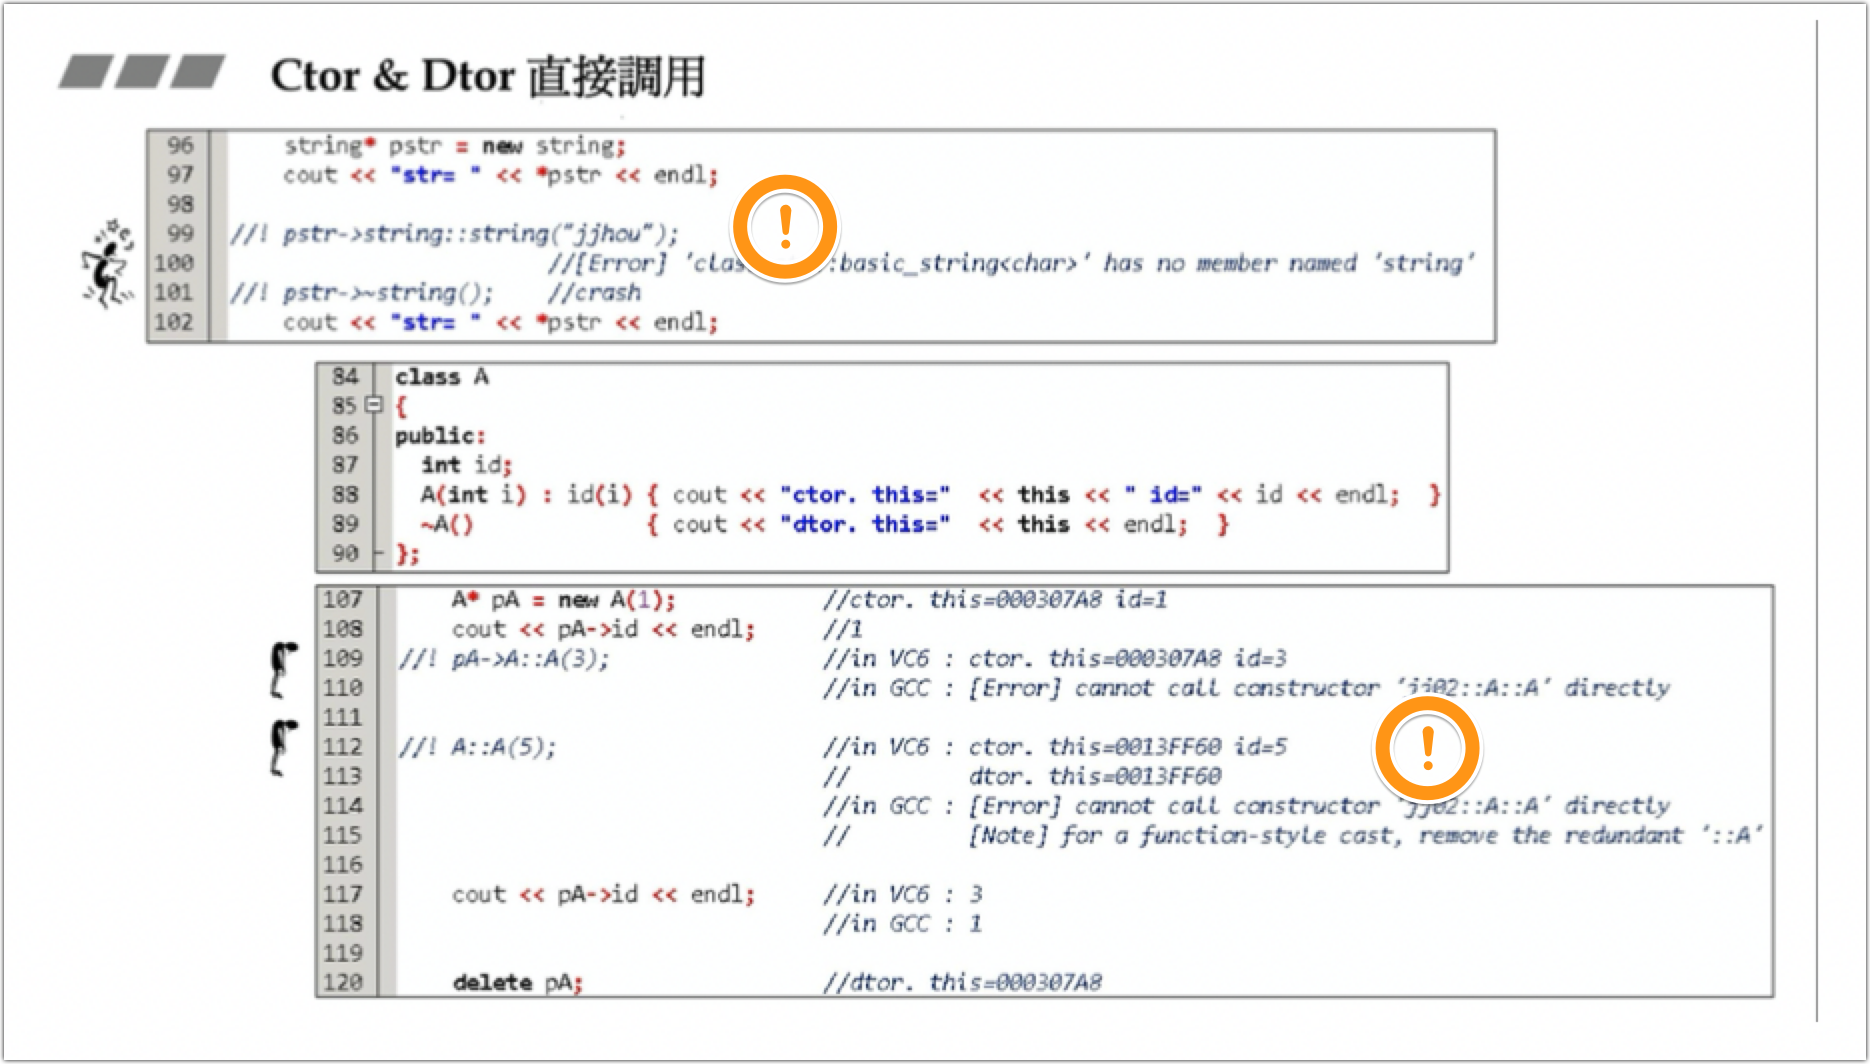 Ctor & Dtor 直接調用
96 string* pstr = new string;
97 cout << "str= " << *pstr << endl;
98
99 //! pstr->string::string("jjhou");
100 //[Error] 'clas :basic_string<char>' has no member named 'string'
101 //! pstr->~string(); //crash
102 cout << "str= " << *pstr << endl;
84 class A
85 {
86 public:
87 int id;
88 A(int i) : id(i) { cout << "ctor. this=" << this << " id=" << id << endl; }
89 ~A() { cout << "dtor. this=" << this << endl; }
90 };
107 A* pA = new A(1); //ctor. this=000307A8 id=1
108 cout << pA->id << endl; //1
109 //! pA->A::A(3); //in VC6 : ctor. this=000307A8 id=3
110 //in GCC : [Error] cannot call constructor 'jj02::A::A' directly
111
112 //! A::A(5); //in VC6 : ctor. this=0013FF60 id=5
113 // dtor. this=0013FF60
114 //in GCC : [Error] cannot call constructor 'jj02::A::A' directly
115 // [Note] for a function-style cast, remove the redundant '::A'
116
117 cout << pA->id << endl; //in VC6 : 3
118 //in GCC : 1
119
120 delete pA; //dtor. this=000307A8